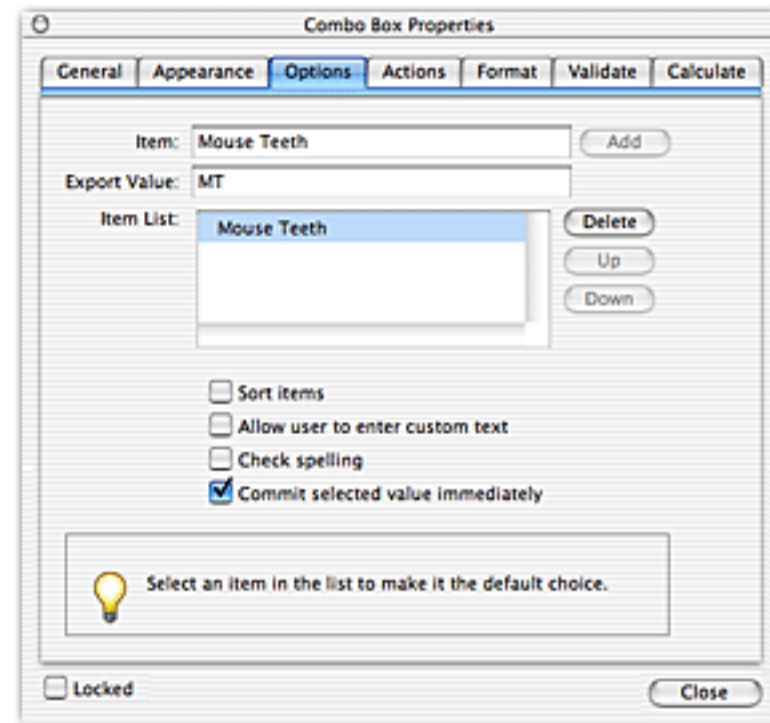 Combo Box Properties
General Appearance Options Actions Format Validate Calculate
Item: Mouse Teeth Add
Export Value: MT
Item List: Mouse Teeth Delete
Up
Down
Sort items
Allow user to enter custom text
Check spelling
Commit selected value immediately
Select an item in the list to make it the default choice.
Locked Close